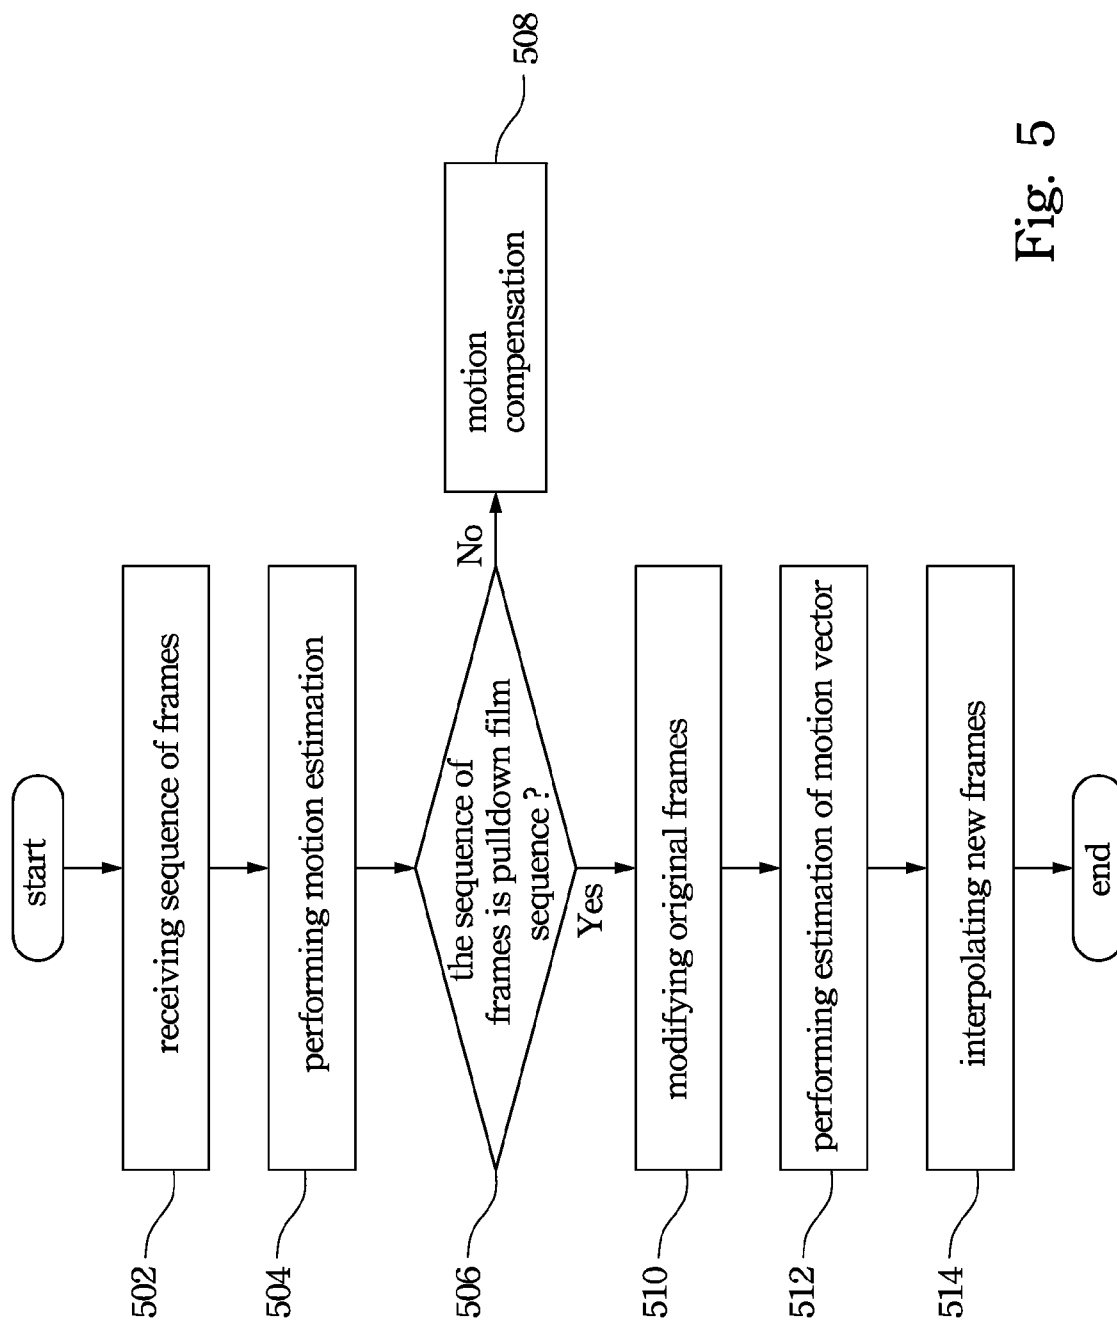 start
502
receiving sequence of frames
504
performing motion estimation
506
the sequence of
frames is pulldown film
sequence ?
No
508
motion
compensation
Yes
510
modifying original frames
512
performing estimation of motion vector
514
interpolating new frames
end
Fig. 5